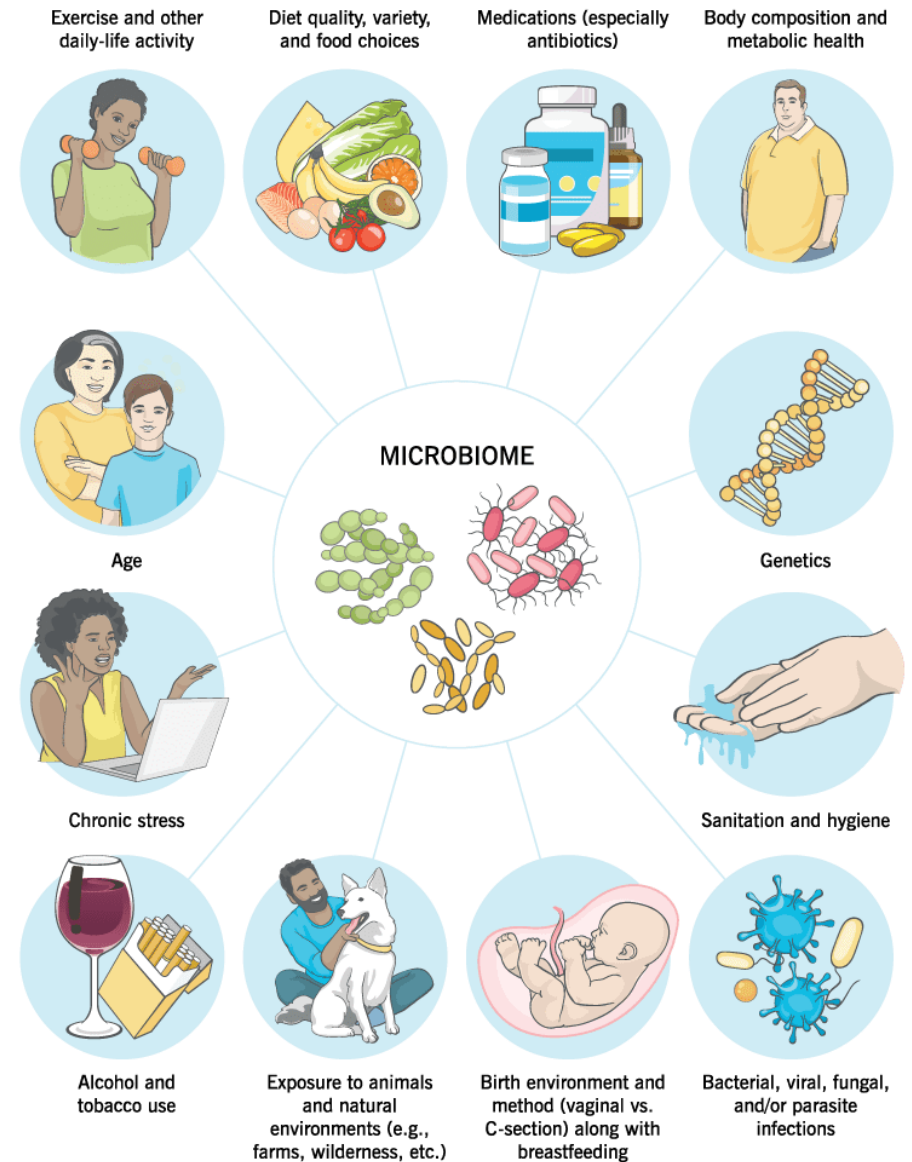 Exercise and other
daily-life activity
Diet quality, variety,
and food choices
Medications (especially
antibiotics)
Body composition and
metabolic health
MICROBIOME
Age
Genetics
Chronic stress
Sanitation and hygiene
Alcohol and
tobacco use
Exposure to animals
and natural
environments (e.g.,
farms, wilderness, etc.)
Birth environment and
method (vaginal vs.
C-section) along with
breastfeeding
Bacterial, viral, fungal,
and/or parasite
infections